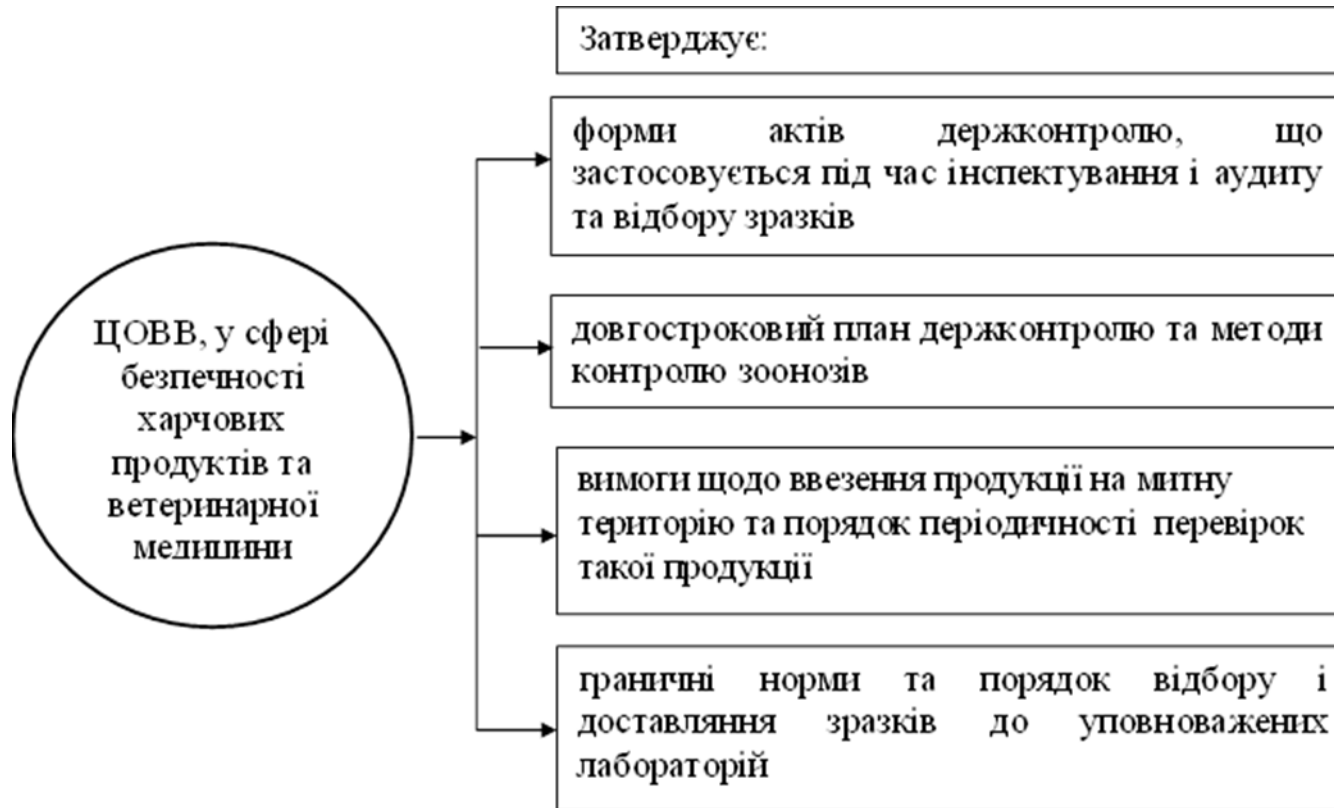 Затверджує:
форми актів держконтролю, що
застосовується під час інспектування і аудиту
та відбору зразків
ЦОВВ, у сфері
безпечності
харчових
продуктів та
ветеринарної
медицини
довгостроковий план держконтролю та методи
контролю зоонозів
вимоги щодо ввезення продукції на митну
територію та порядок періодичності перевірок
такої продукції
граничні норми та порядок відбору і
доставляння зразків до уповноважених
лабораторій